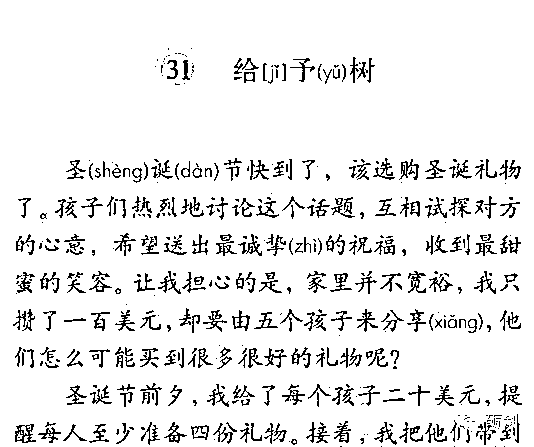 31 给[jǐ]予(yǔ)树
圣(shèng)诞(dàn)节快到了，该选购圣诞礼物
了。孩子们热烈地讨论这个话题，互相试探对方
的心意，希望送出最诚挚(zhì)的祝福，收到最甜
蜜的笑容。让我担心的是，家里并不宽裕，我只
攒了一百美元，却要由五个孩子来分享(xiǎng)，他
们怎么可能买到很多很好的礼物呢？
圣诞节前夕，我给了每个孩子二十美元，提
醒每人至少准备四份礼物。接着，我把他们带到